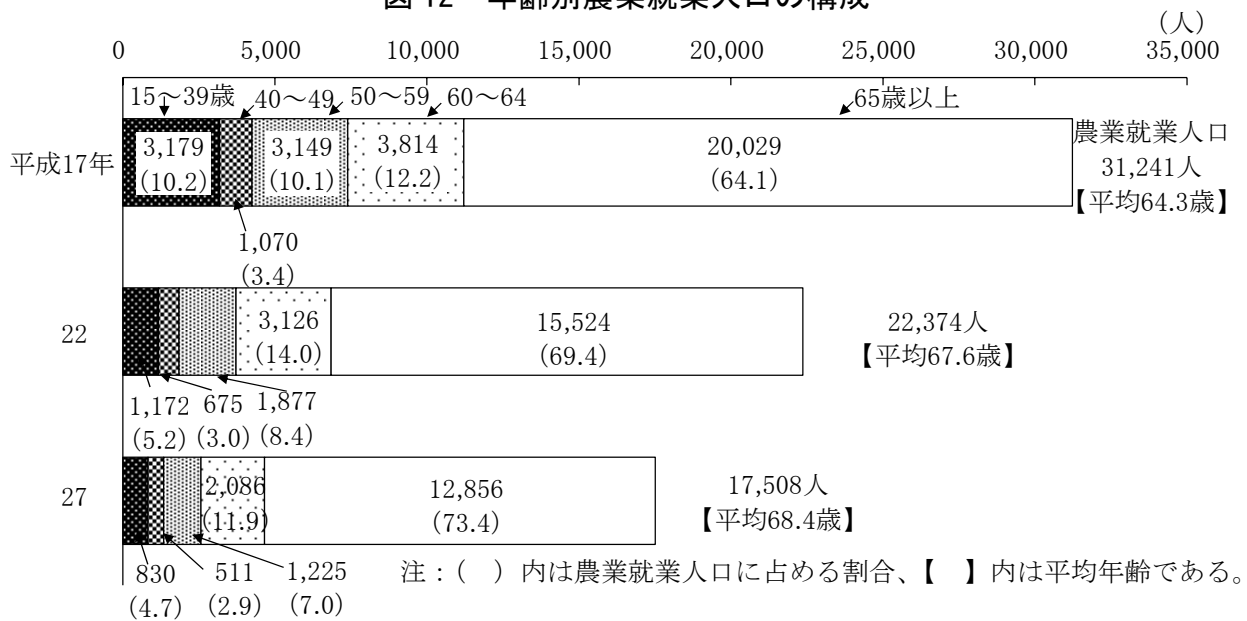 図 12 年齢別農業就業人口の構成
(人)
0 5,000 10,000 15,000 20,000 25,000 30,000 35,000
15～39歳 40～49 50～59 60～64 65歳以上
平成17年
3,179
(10.2)
1,070
(3.4)
3,149
(10.1)
3,814
(12.2)
20,029
(64.1)
農業就業人口
31,241人
【平均64.3歳】
22
1,172
(5.2)
675
(3.0)
1,877
(8.4)
3,126
(14.0)
15,524
(69.4)
22,374人
【平均67.6歳】
27
830
(4.7)
511
(2.9)
1,225
(7.0)
2,086
(11.9)
12,856
(73.4)
17,508人
【平均68.4歳】
注：( ）内は農業就業人口に占める割合、【 】内は平均年齢である。